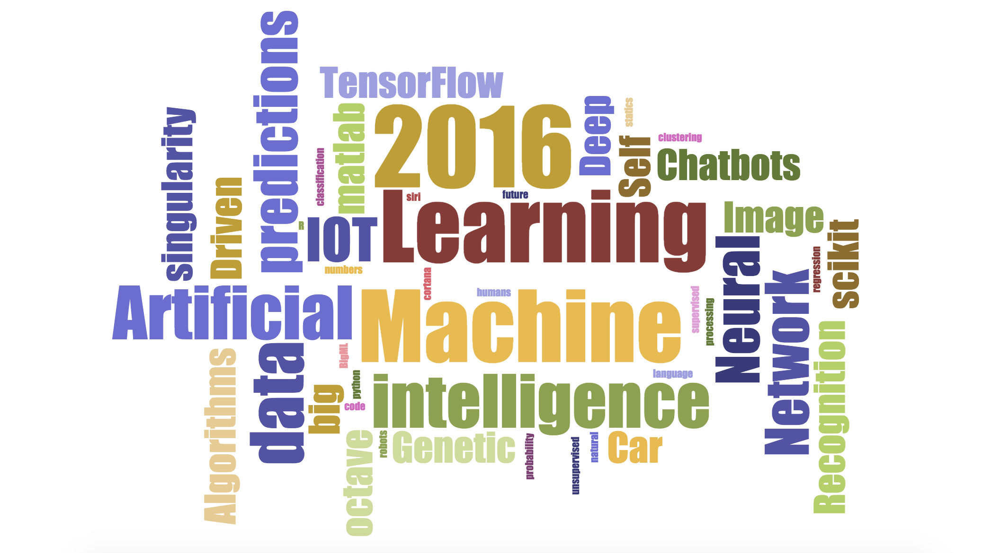 predictions
TensorFlow
2016
matlab
Deep
statics
Self
clustering
Chatbots
singularity
Driven
classification
siri
future
Learning
Image
R
IOT
numbers
cortana
humans
Artificial
Machine
supervised
processing
Neural
Network
regression
scikit
Recognition
Algorithms
data
BigML
big
python
code
language
intelligence
octave
robots
Genetic
probability
unsupervised
natural
Car